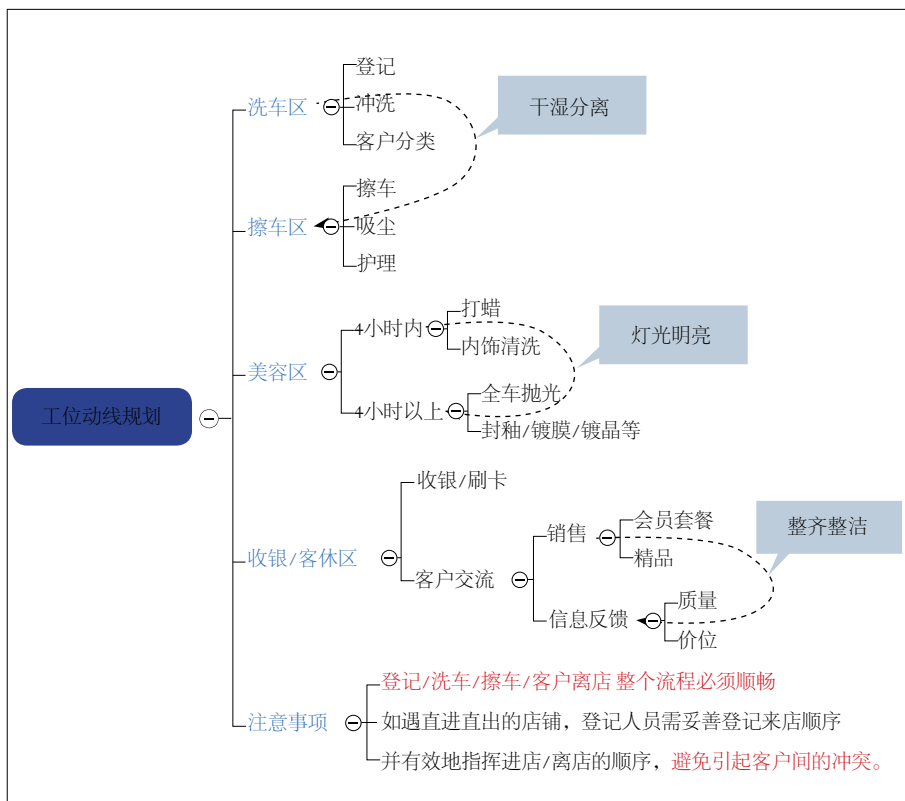 工位动线规划
洗车区
登记
冲洗
客户分类
干湿分离
擦车区
擦车
吸尘
护理
美容区
4小时内
打蜡
内饰清洗
4小时以上
全车抛光
封釉/镀膜/镀晶等
灯光明亮
收银/客休区
收银/刷卡
客户交流
销售
会员套餐
精品
信息反馈
质量
价位
整齐整洁
注意事项
登记/洗车/擦车/客户离店 整个流程必须顺畅
如遇直进直出的店铺，登记人员需妥善登记来店顺序
并有效地指挥进店/离店的顺序，避免引起客户间的冲突。